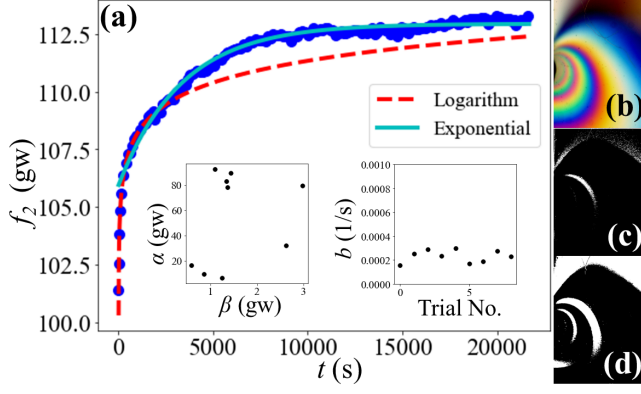 (a)
112.5
110.0
107.5
105.0
102.5
100.0
f₂ (gw)
Logarithm
Exponential
80
60
40
20
α (gw)
1
2
3
β (gw)
0.0010
0.0008
0.0006
0.0004
0.0002
0.0000
b (1/s)
0
5
Trial No.
0
5000
10000
15000
20000
t (s)
(b)
(c)
(d)